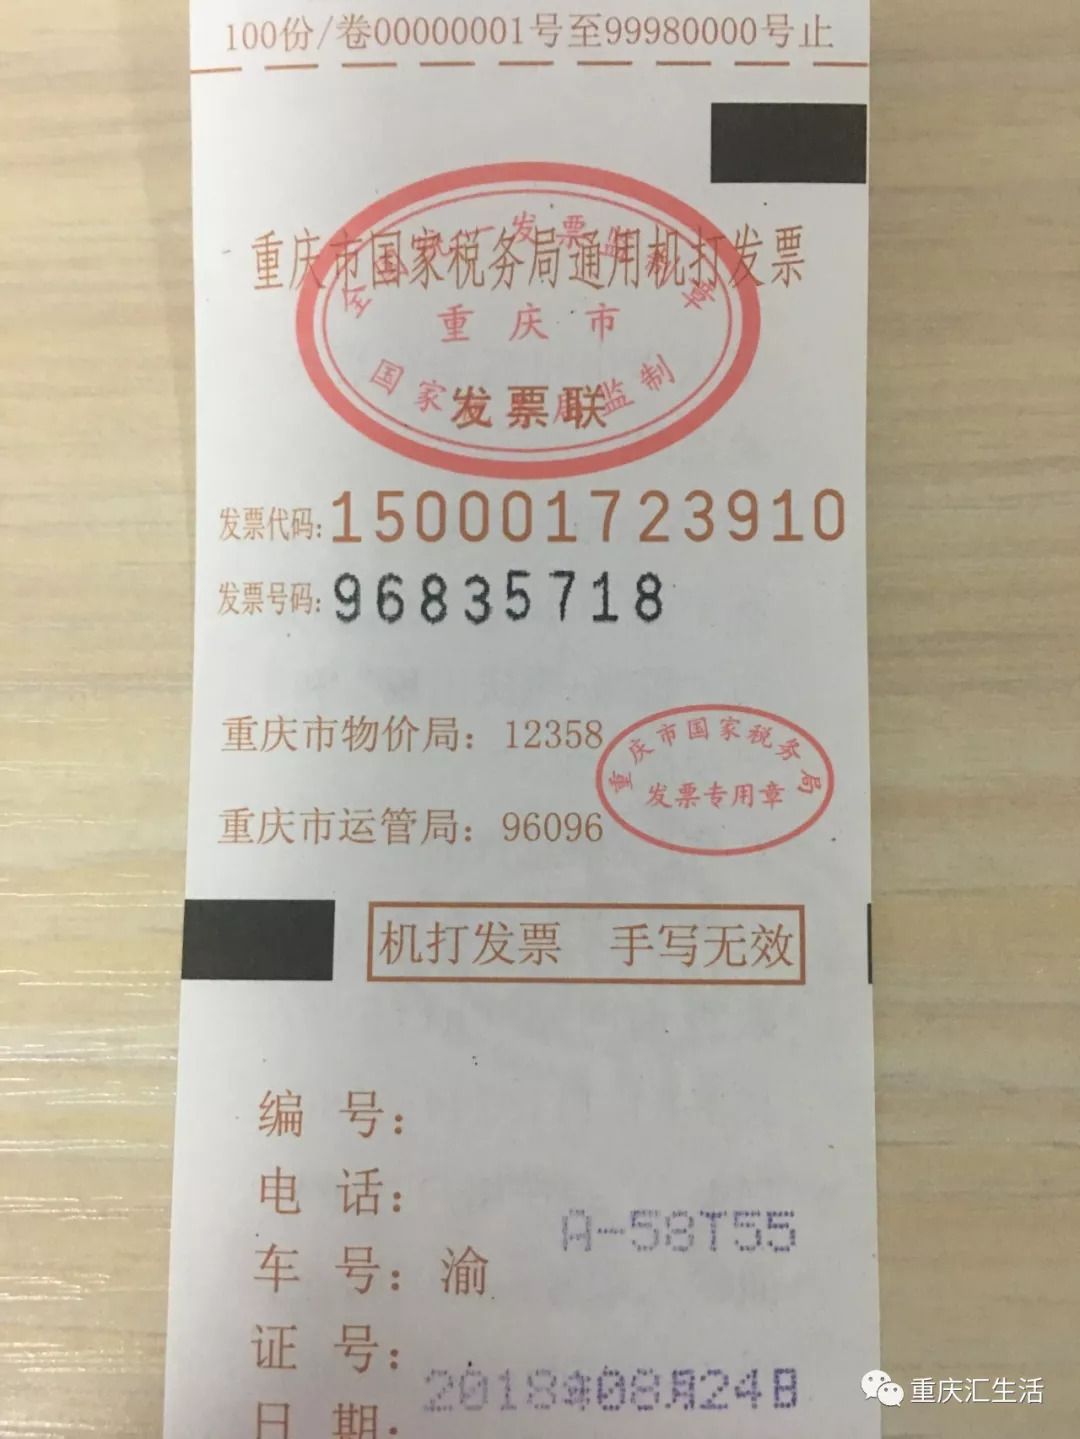 100份/卷00000001号至99980000号止
重庆市国家税务局通用机打发票
全国统一发票监制章
重庆市
国家税务局监制
发票联
发票代码:150001723910
发票号码:96835718
重庆市物价局：12358
重庆市运管局：96096
重庆市国家税务局
发票专用章
机打发票 手写无效
编 号：
电 话：
A-58T55
车 号：渝
证 号：
2018年08月24日
日 期：
重庆汇生活